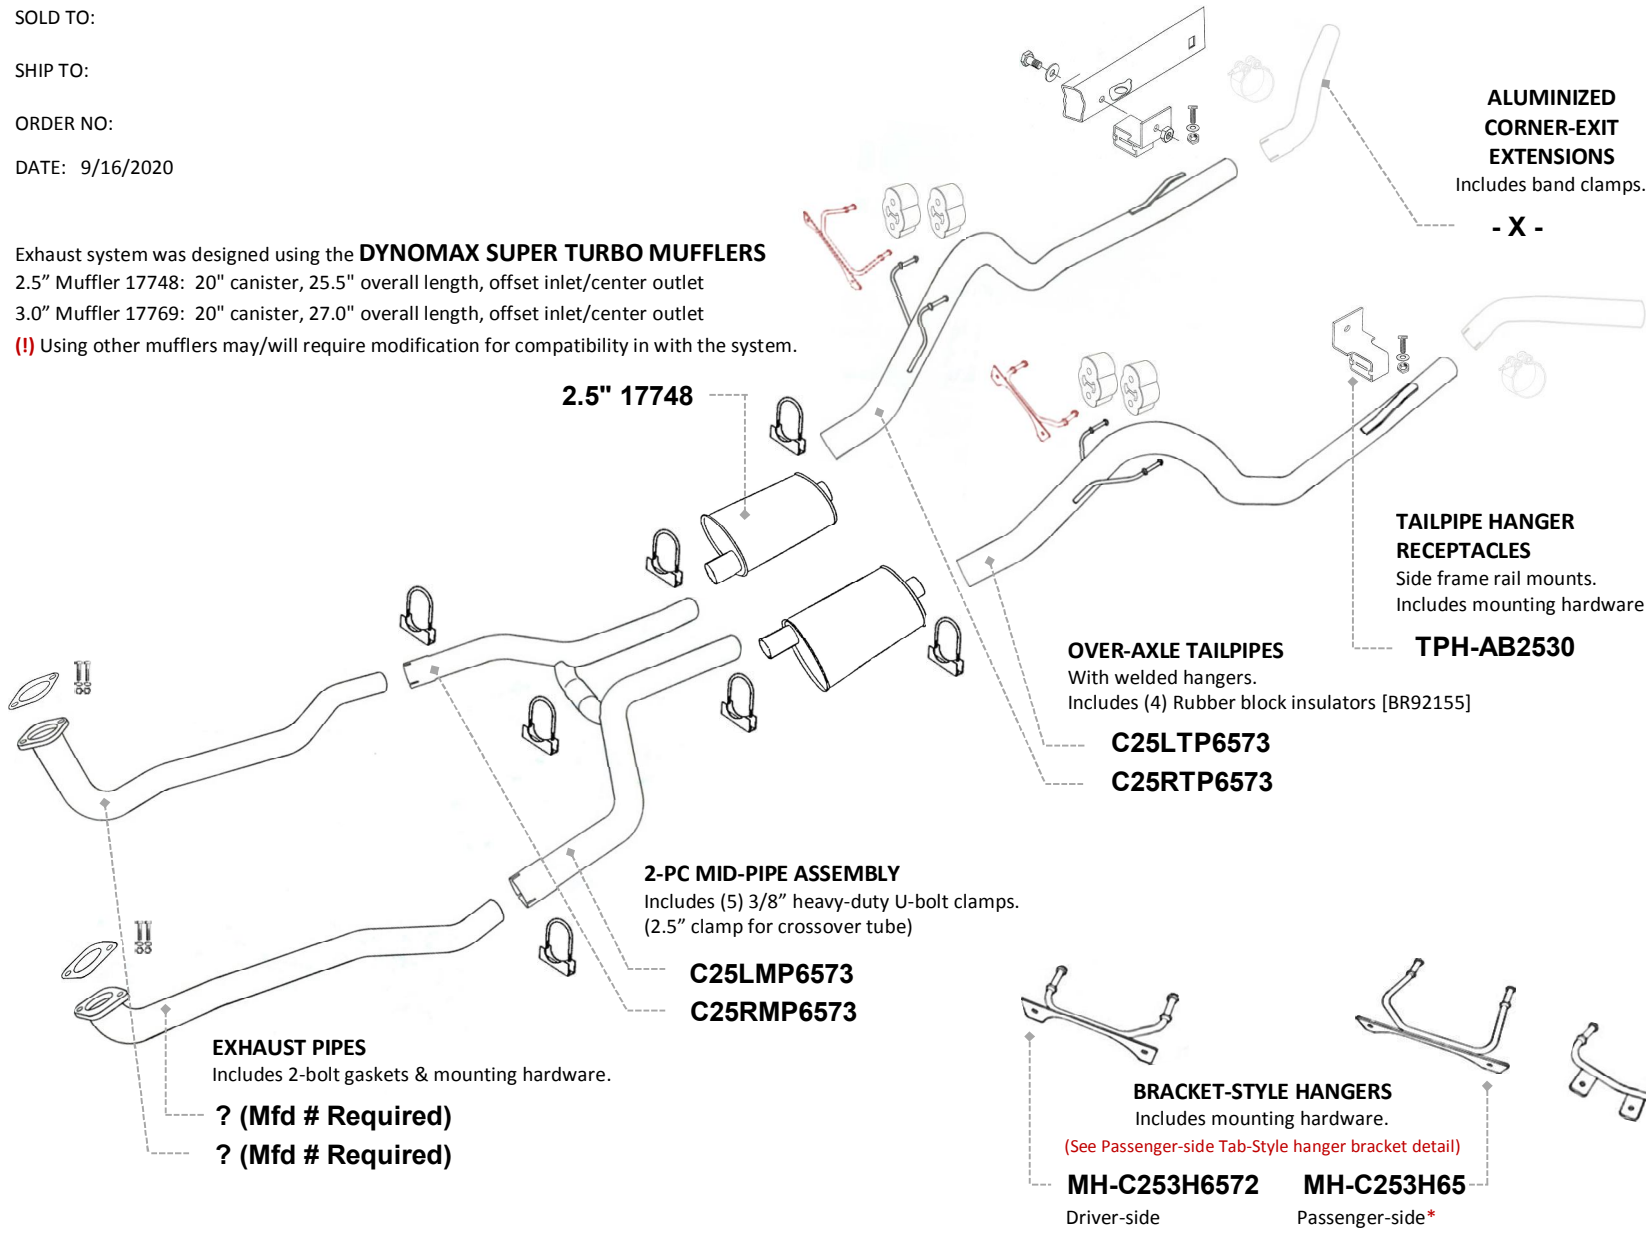 SOLD TO:
SHIP TO:
ORDER NO:
DATE: 9/16/2020
Exhaust system was designed using the DYNOMAX SUPER TURBO MUFFLERS
2.5” Muffler 17748: 20" canister, 25.5" overall length, offset inlet/center outlet
3.0” Muffler 17769: 20" canister, 27.0" overall length, offset inlet/center outlet
(!) Using other mufflers may/will require modification for compatibility in with the system.
2.5" 17748
ALUMINIZED
CORNER-EXIT
EXTENSIONS
Includes band clamps.
- X -
TAILPIPE HANGER
RECEPTACLES
Side frame rail mounts.
Includes mounting hardware
TPH-AB2530
OVER-AXLE TAILPIPES
With welded hangers.
Includes (4) Rubber block insulators [BR92155]
C25LTP6573
C25RTP6573
2-PC MID-PIPE ASSEMBLY
Includes (5) 3/8” heavy-duty U-bolt clamps.
(2.5” clamp for crossover tube)
C25LMP6573
C25RMP6573
EXHAUST PIPES
Includes 2-bolt gaskets & mounting hardware.
? (Mfd # Required)
? (Mfd # Required)
BRACKET-STYLE HANGERS
Includes mounting hardware.
(See Passenger-side Tab-Style hanger bracket detail)
MH-C253H6572 MH-C253H65
Driver-side Passenger-side*